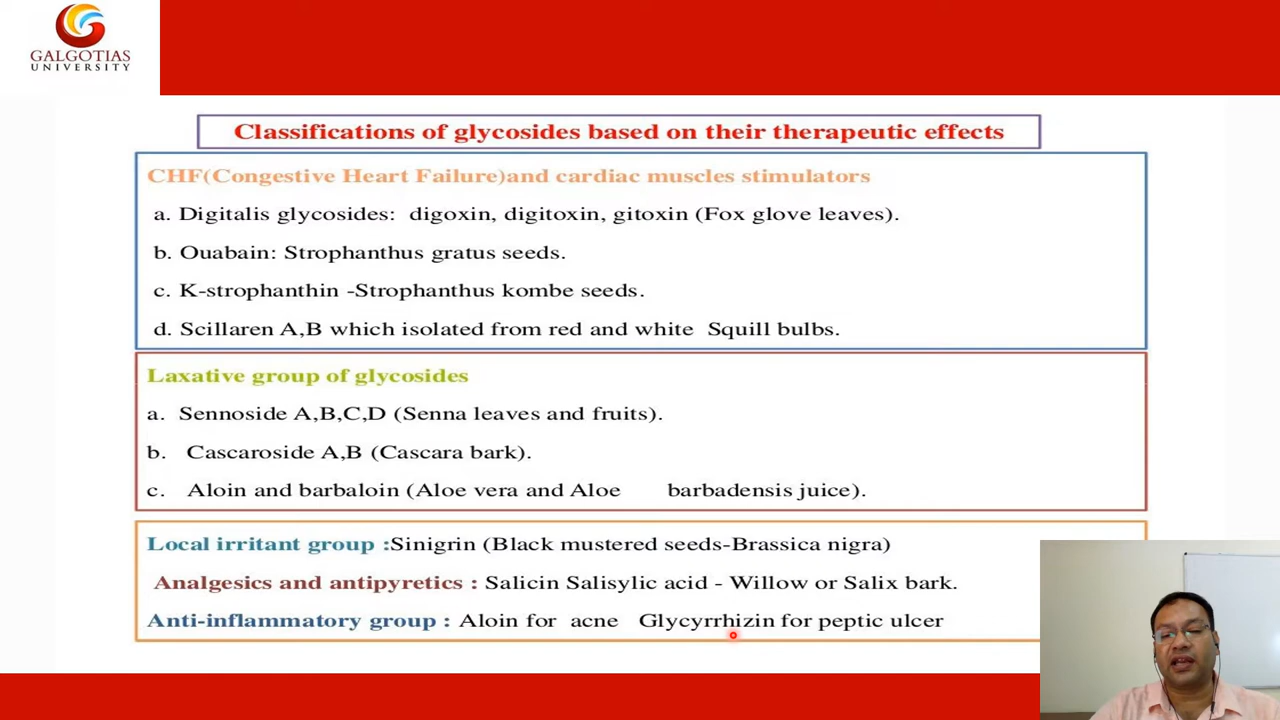 GALGOTIAS
UNIVERSITY
Classifications of glycosides based on their therapeutic effects
CHF(Congestive Heart Failure)and cardiac muscles stimulators
a. Digitalis glycosides: digoxin, digitoxin, gitoxin (Fox glove leaves).
b. Ouabain: Strophanthus gratus seeds.
c. K-strophanthin -Strophanthus kombe seeds.
d. Scillaren A,B which isolated from red and white Squill bulbs.
Laxative group of glycosides
a. Sennoside A,B,C,D (Senna leaves and fruits).
b. Cascaroside A,B (Cascara bark).
c. Aloin and barbaloin (Aloe vera and Aloe barbadensis juice).
Local irritant group :Sinigrin (Black mustered seeds-Brassica nigra)
Analgesics and antipyretics : Salicin Salisylic acid - Willow or Salix bark.
Anti-inflammatory group : Aloin for acne Glycyrrhizin for peptic ulcer